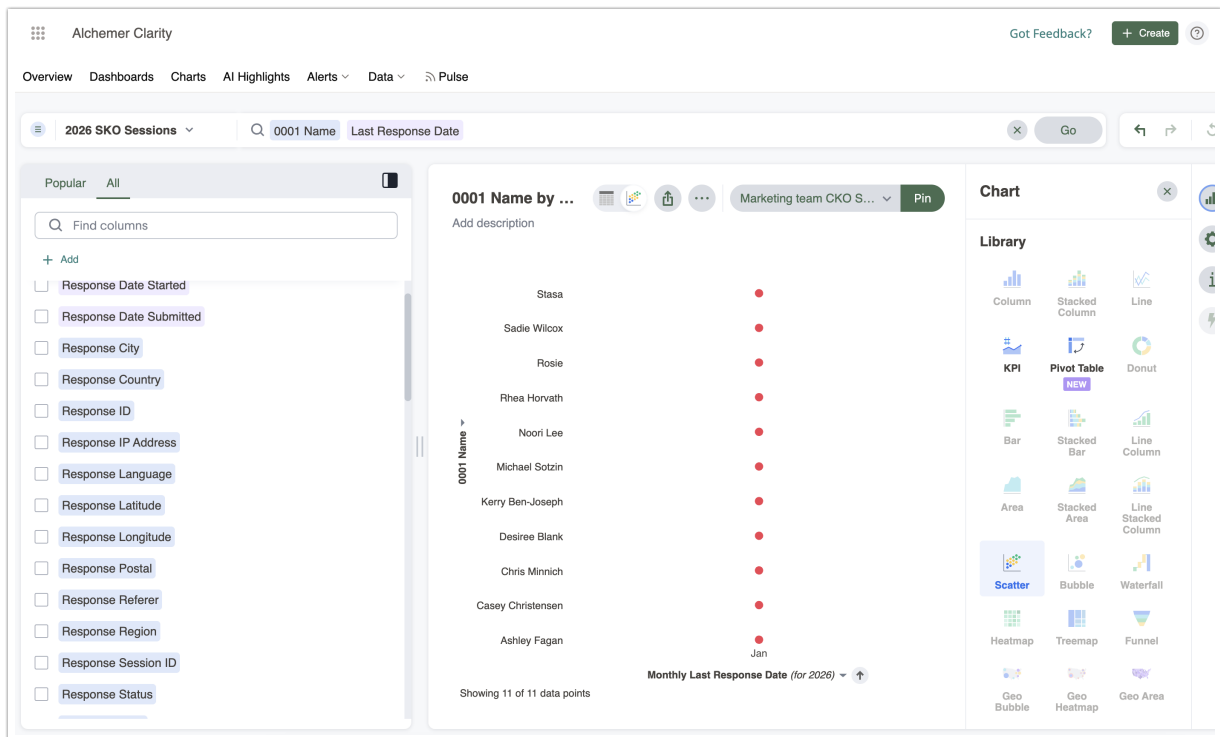 Alchemer Clarity
Got Feedback?
+ Create
?
Overview Dashboards Charts AI Highlights Alerts Data Pulse
2026 SKO Sessions
0001 Name Last Response Date
Go
Popular All
Find columns
+ Add
Response Date Started
Response Date Submitted
Response City
Response Country
Response ID
Response IP Address
Response Language
Response Latitude
Response Longitude
Response Postal
Response Referer
Response Region
Response Session ID
Response Status
0001 Name by ...
Marketing team CKO S...
Pin
Add description
0001 Name
Stasa
Sadie Wilcox
Rosie
Rhea Horvath
Noori Lee
Michael Sotzin
Kerry Ben-Joseph
Desiree Blank
Chris Minnich
Casey Christensen
Ashley Fagan
Jan
Monthly Last Response Date (for 2026)
Showing 11 of 11 data points
Chart
Library
Column
Stacked
Column
Line
KPI
Pivot Table
NEW
Donut
Bar
Stacked
Bar
Line
Column
Area
Stacked
Area
Line
Stacked
Column
Scatter
Bubble
Waterfall
Heatmap
Treemap
Funnel
Geo
Bubble
Geo
Heatmap
Geo Area